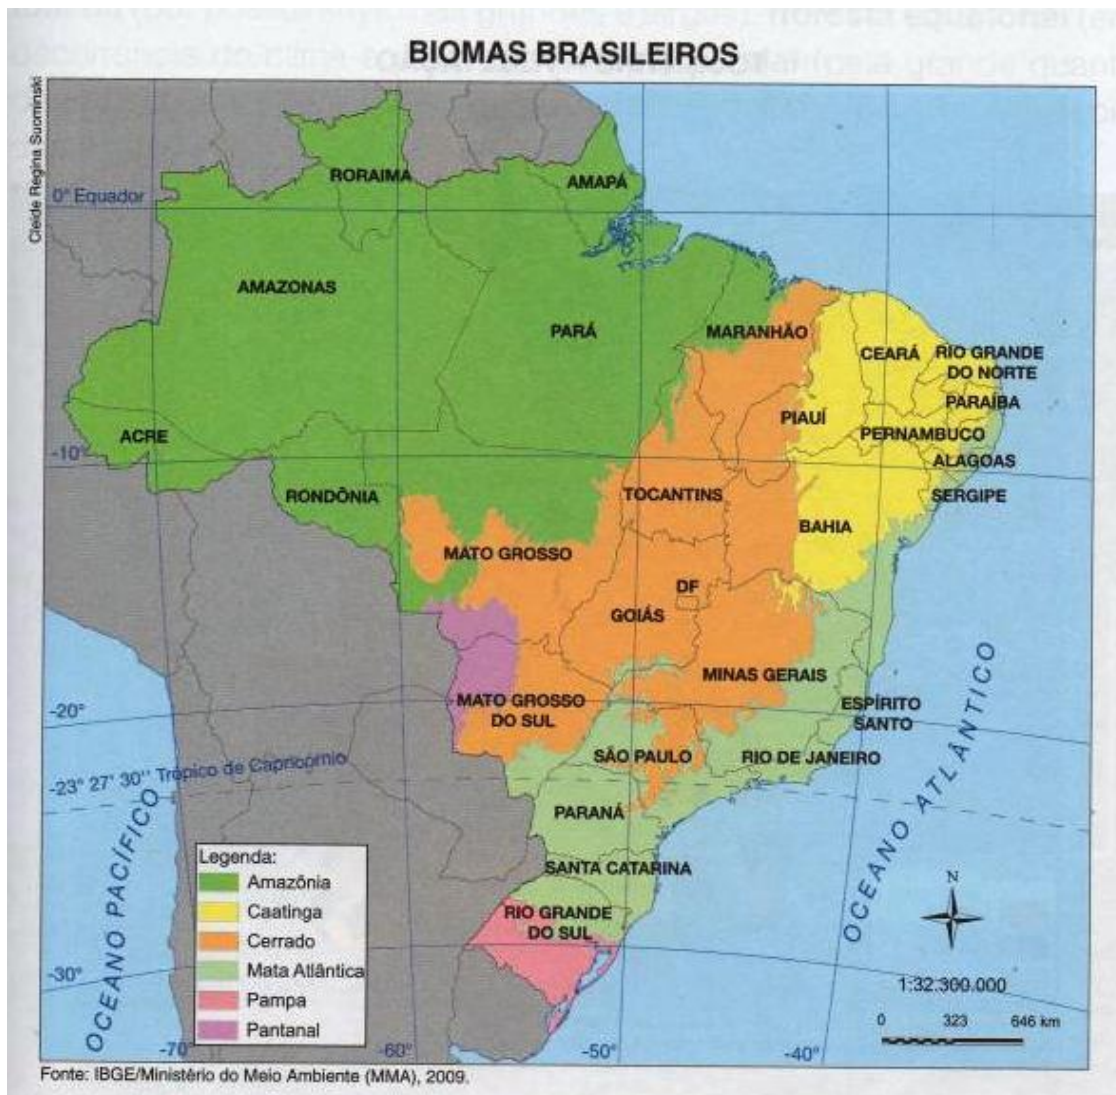 BIOMAS BRASILEIROS
Cleide Regina Suominski
RORAIMA
AMAPÁ
0° Equador
AMAZONAS
PARÁ
MARANHÃO
CEARÁ
RIO GRANDE
DO NORTE
PARAÍBA
PIAUÍ
PERNAMBUCO
ACRE
-10°
ALAGOAS
RONDÔNIA
TOCANTINS
SERGIPE
BAHIA
MATO GROSSO
DF
GOIÁS
MINAS GERAIS
MATO GROSSO
DO SUL
ESPÍRITO
SANTO
-20°
SÃO PAULO
RIO DE JANEIRO
-23° 27' 30'' Trópico de Capricórnio
PARANÁ
SANTA CATARINA
RIO GRANDE
DO SUL
OCEANO PACÍFICO
OCEANO ATLÂNTICO
Legenda:
Amazônia
Caatinga
Cerrado
Mata Atlântica
Pampa
Pantanal
N
-30°
1:32.300.000
0 323 646 km
-70° -60° -50° -40°
Fonte: IBGE/Ministério do Meio Ambiente (MMA), 2009.